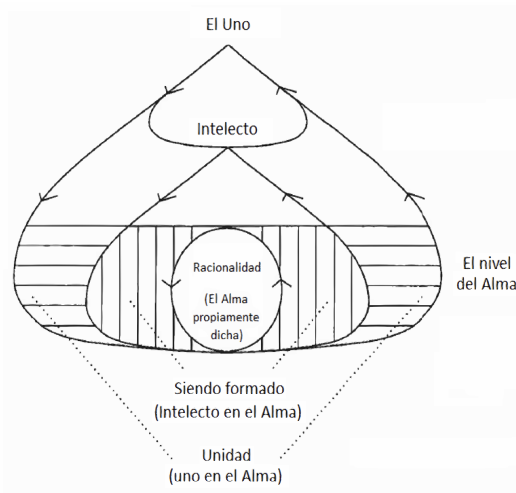 El Uno
Intelecto
Racionalidad
(El Alma
propiamente
dicha)
El nivel
del Alma
Siendo formado
(Intelecto en el Alma)
Unidad
(uno en el Alma)